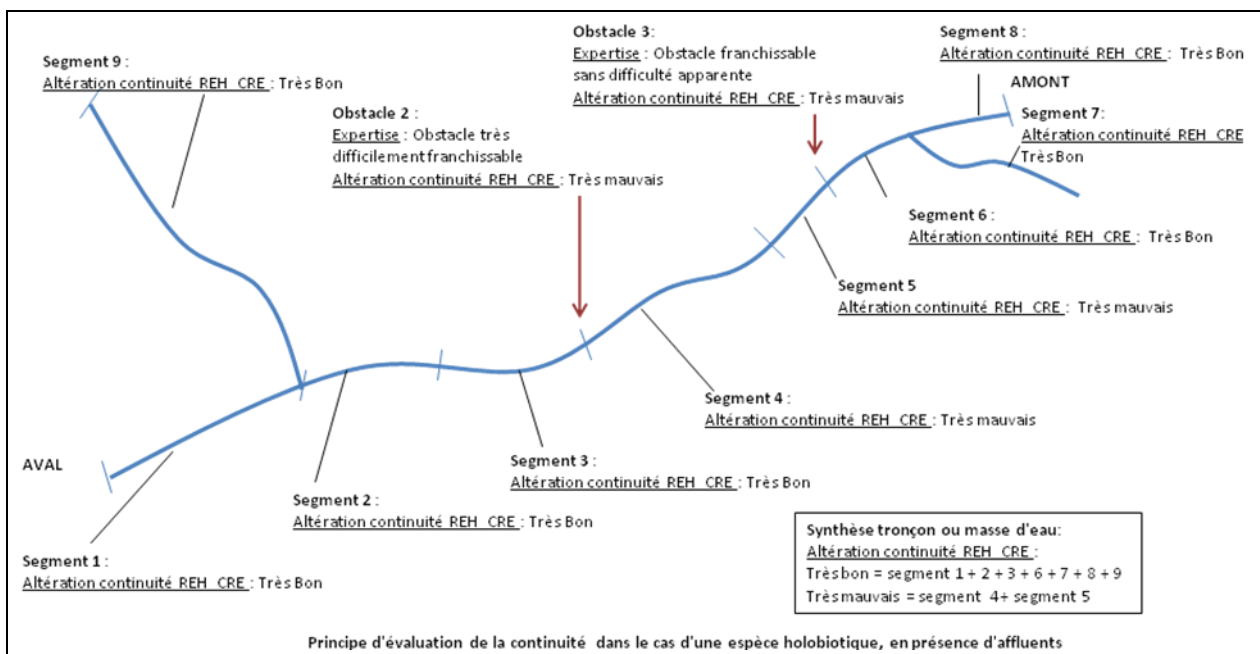 Segment 9 :
Altération continuité REH_CRE : Très Bon
Obstacle 2 :
Expertise : Obstacle très
difficilement franchissable
Altération continuité REH_CRE : Très mauvais
Obstacle 3:
Expertise : Obstacle franchissable
sans difficulté apparente
Altération continuité REH_CRE : Très mauvais
Segment 8 :
Altération continuité REH_CRE : Très Bon
AMONT
Segment 7:
Altération continuité REH_CRE
Très Bon
Segment 6 :
Altération continuité REH_CRE : Très Bon
Segment 5
Altération continuité REH_CRE : Très mauvais
Segment 4 :
Altération continuité REH_CRE : Très mauvais
Segment 3 :
Altération continuité REH_CRE : Très Bon
Segment 2 :
Altération continuité REH_CRE : Très Bon
AVAL
Segment 1 :
Altération continuité REH_CRE : Très Bon
Synthèse tronçon ou masse d'eau:
Altération continuité REH_CRE :
Très bon = segment 1 + 2 + 3 + 6 + 7 + 8 + 9
Très mauvais = segment 4+ segment 5
Principe d'évaluation de la continuité dans le cas d'une espèce holobiotique, en présence d'affluents